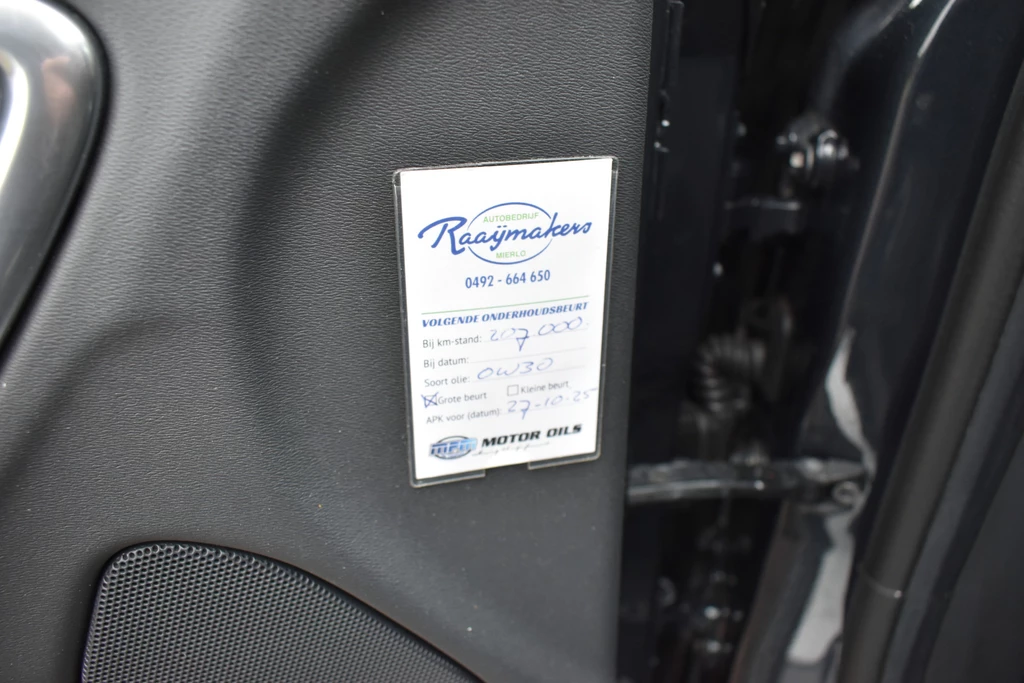 AUTOBEDRIJF
Raaymakers
MIERLO
0492 - 664 650
VOLGENDE ONDERHOUDSBEURT
Bij km-stand: 207 000
Bij datum:
Soort olie: 0W30
Grote beurt Kleine beurt
APK voor (datum): 27-10-25
MOTOR OILS